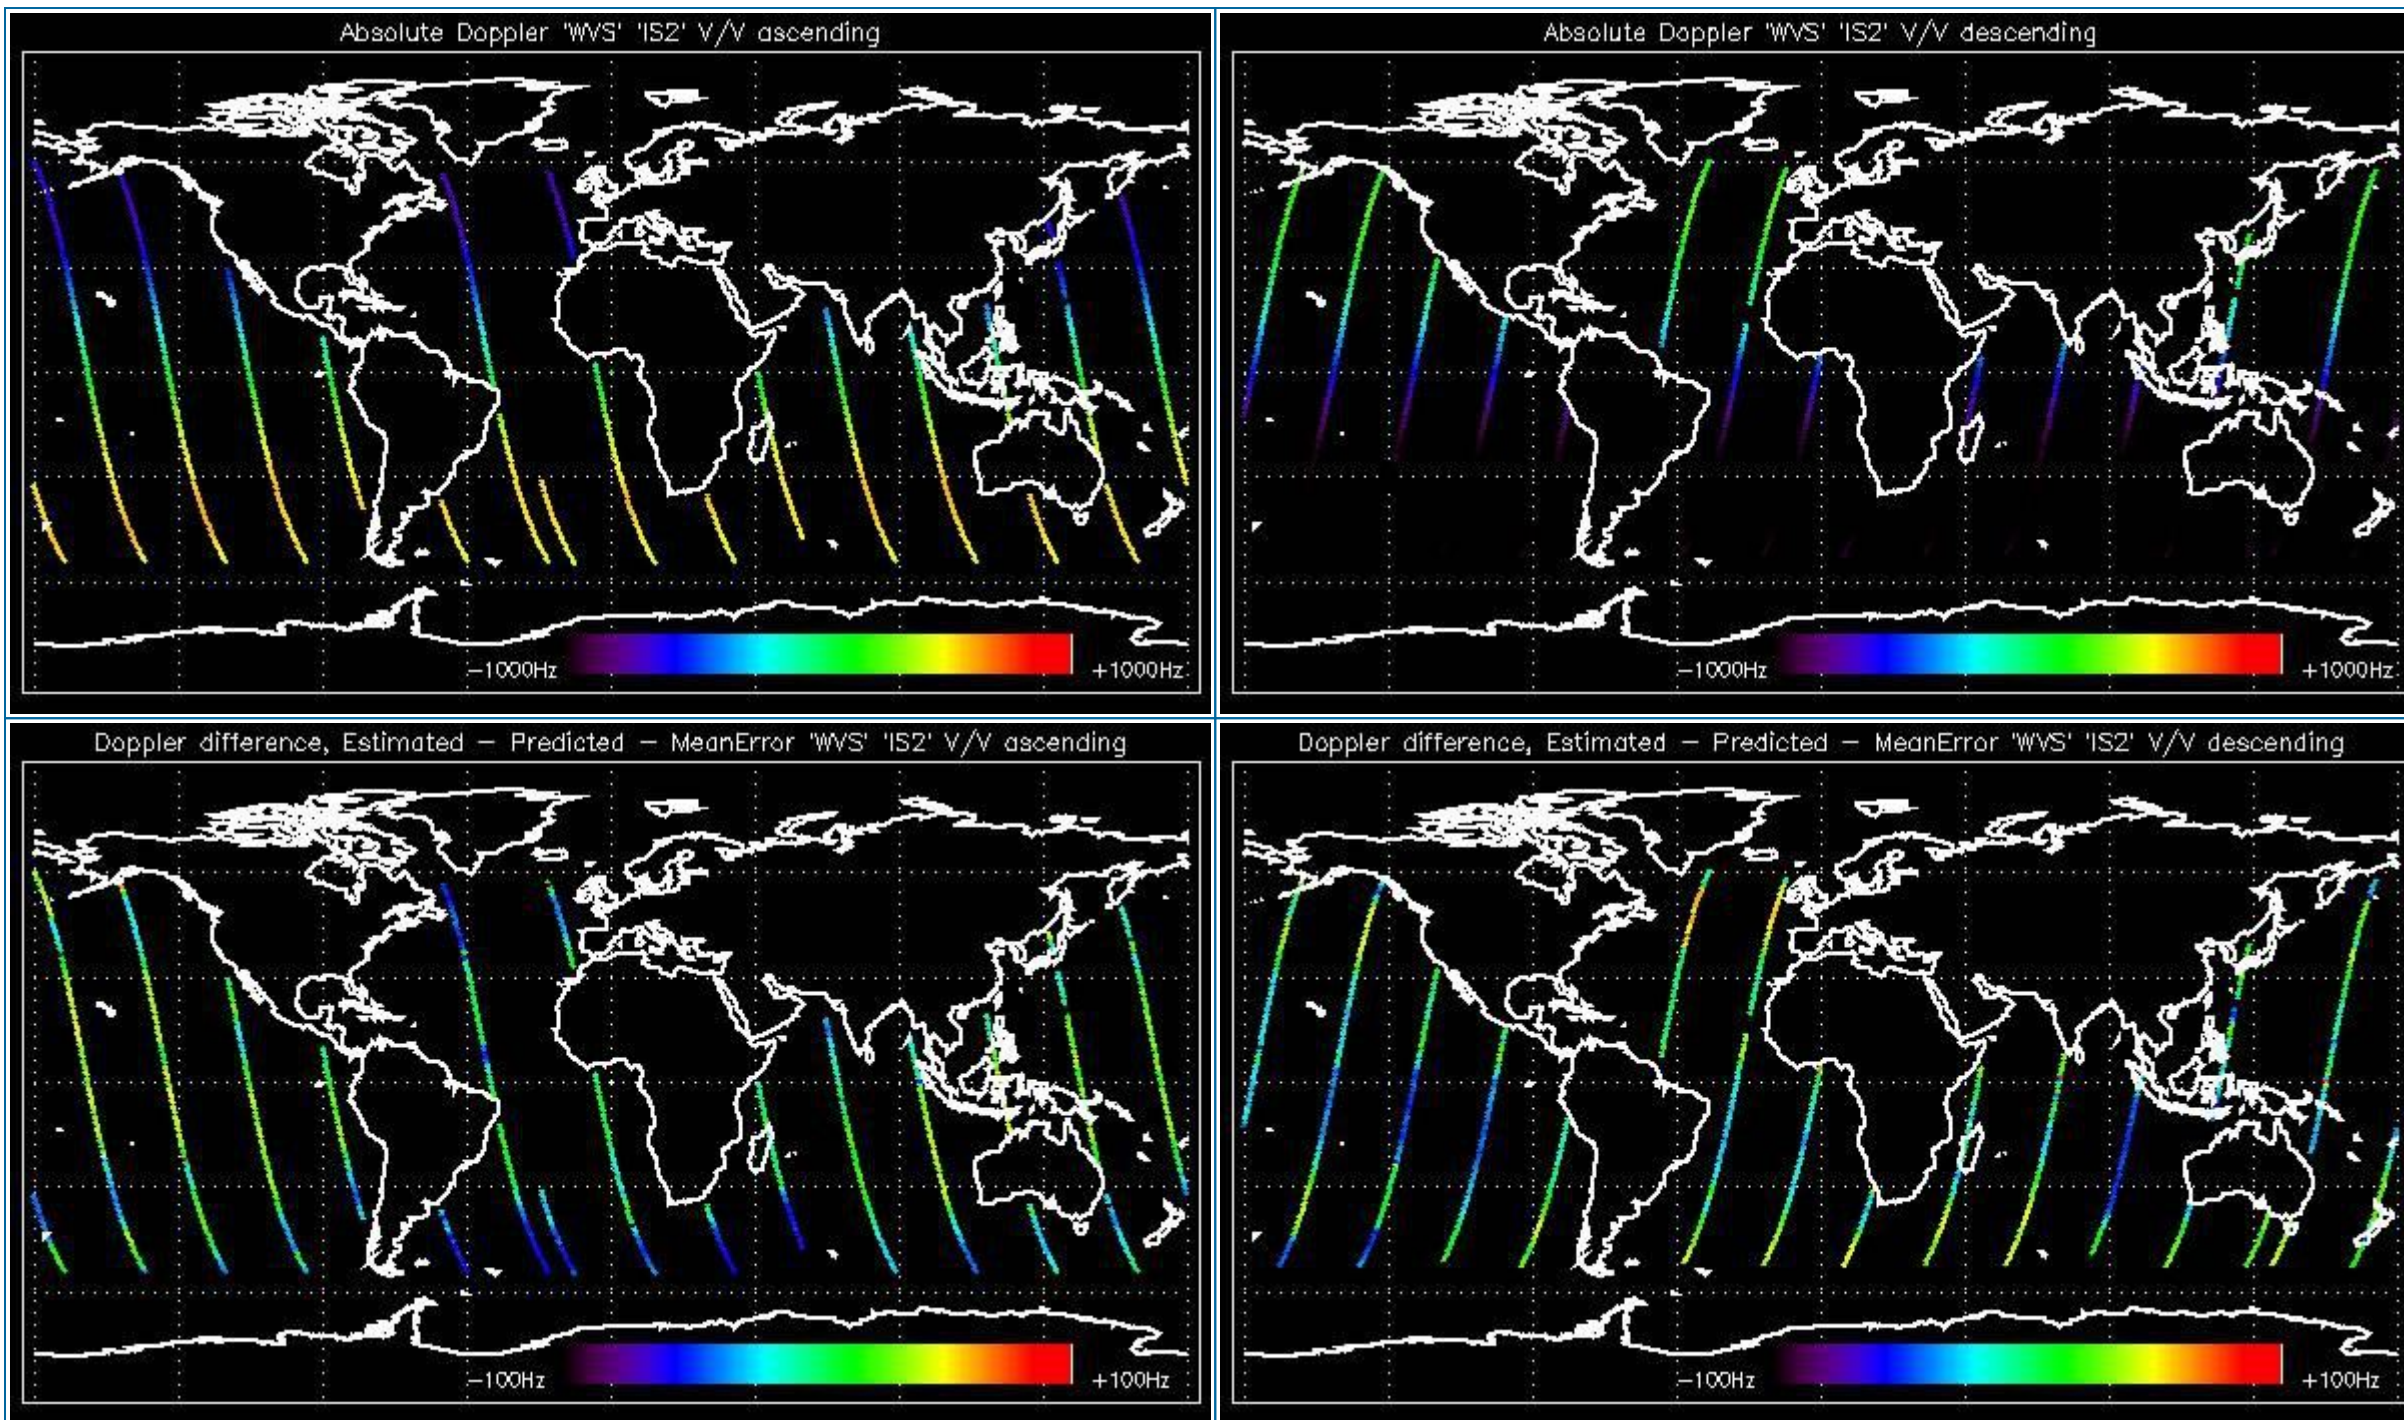 Absolute Doppler 'WVS' 'IS2' V/V ascending
-1000Hz +1000Hz
Absolute Doppler 'WVS' 'IS2' V/V descending
-1000Hz +1000Hz
Doppler difference, Estimated - Predicted - MeanError 'WVS' 'IS2' V/V ascending
-100Hz +100Hz
Doppler difference, Estimated - Predicted - MeanError 'WVS' 'IS2' V/V descending
-100Hz +100Hz